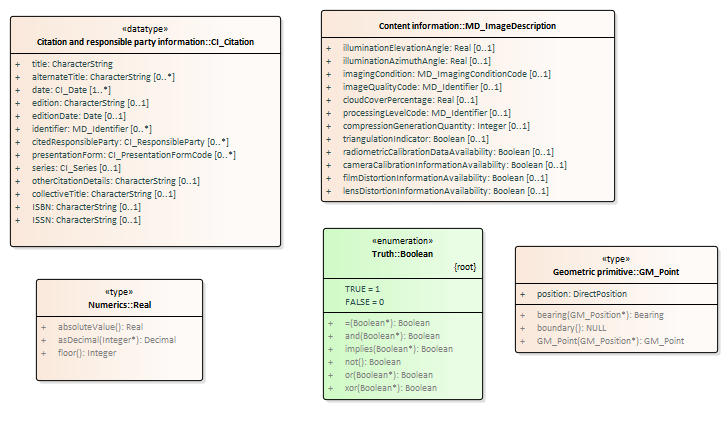 «datatype»
Citation and responsible party information::CI_Citation
+ title: CharacterString
+ alternateTitle: CharacterString [0..*]
+ date: CI_Date [1..*]
+ edition: CharacterString [0..1]
+ editionDate: Date [0..1]
+ identifier: MD_Identifier [0..*]
+ citedResponsibleParty: CI_ResponsibleParty [0..*]
+ presentationForm: CI_PresentationFormCode [0..*]
+ series: CI_Series [0..1]
+ otherCitationDetails: CharacterString [0..1]
+ collectiveTitle: CharacterString [0..1]
+ ISBN: CharacterString [0..1]
+ ISSN: CharacterString [0..1]
Content information::MD_ImageDescription
+ illuminationElevationAngle: Real [0..1]
+ illuminationAzimuthAngle: Real [0..1]
+ imagingCondition: MD_ImagingConditionCode [0..1]
+ imageQualityCode: MD_Identifier [0..1]
+ cloudCoverPercentage: Real [0..1]
+ processingLevelCode: MD_Identifier [0..1]
+ compressionGenerationQuantity: Integer [0..1]
+ triangulationIndicator: Boolean [0..1]
+ radiometricCalibrationDataAvailability: Boolean [0..1]
+ cameraCalibrationInformationAvailability: Boolean [0..1]
+ filmDistortionInformationAvailability: Boolean [0..1]
+ lensDistortionInformationAvailability: Boolean [0..1]
«type»
Numerics::Real
+ absoluteValue(): Real
+ asDecimal(Integer*): Decimal
+ floor(): Integer
«enumeration»
Truth::Boolean
{root}
TRUE = 1
FALSE = 0
+ =(Boolean*): Boolean
+ and(Boolean*): Boolean
+ implies(Boolean*): Boolean
+ not(): Boolean
+ or(Boolean*): Boolean
+ xor(Boolean*): Boolean
«type»
Geometric primitive::GM_Point
+ position: DirectPosition
+ bearing(GM_Position*): Bearing
+ boundary(): NULL
+ GM_Point(GM_Position*): GM_Point